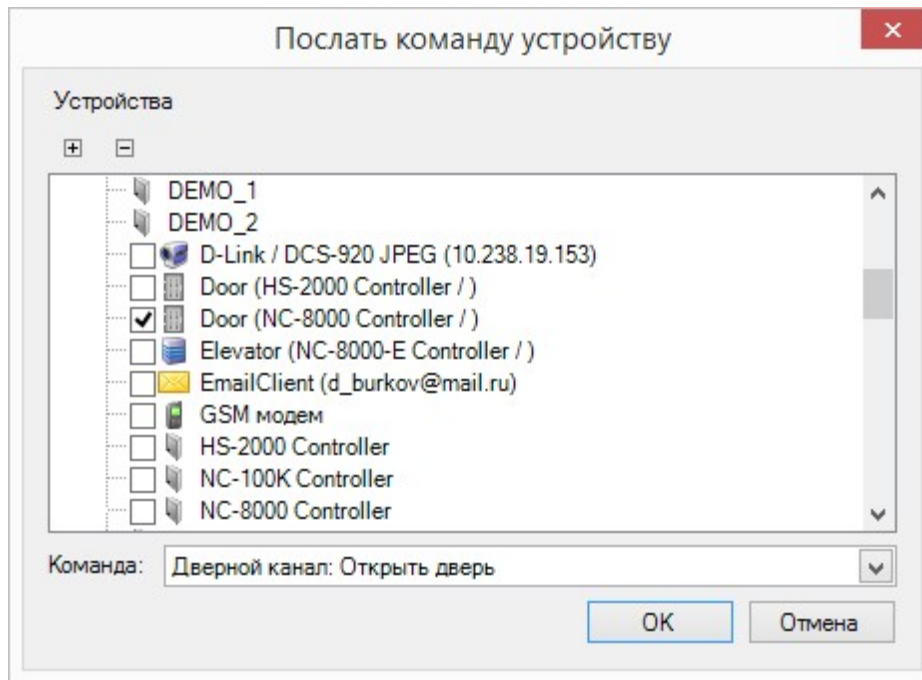 Послать команду устройству
Устройства
DEMO_1
DEMO_2
D-Link / DCS-920 JPEG (10.238.19.153)
Door (HS-2000 Controller / )
Door (NC-8000 Controller / )
Elevator (NC-8000-E Controller / )
EmailClient (d_burkov@mail.ru)
GSM модем
HS-2000 Controller
NC-100K Controller
NC-8000 Controller
Команда: Дверной канал: Открыть дверь
OK Отмена